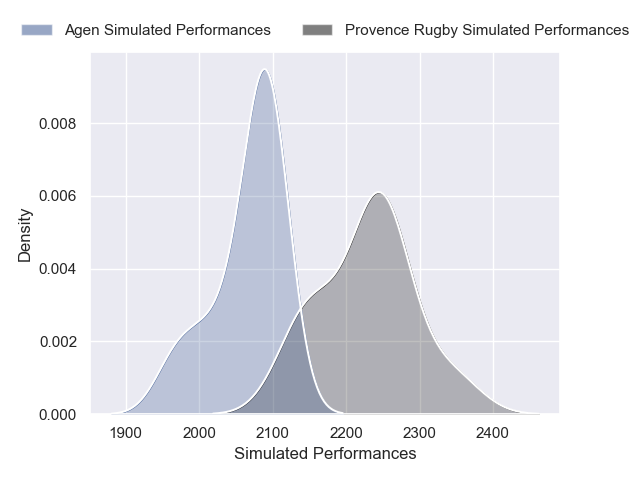 Agen Simulated Performances Provence Rugby Simulated Performances
0.008
0.006
0.004
0.002
0.000
Density
1900 2000 2100 2200 2300 2400
Simulated Performances